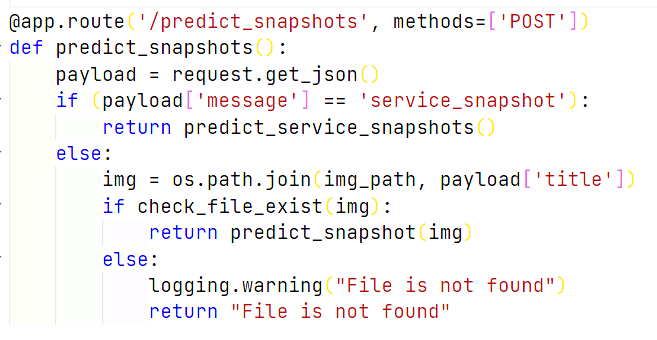 @app.route('/predict_snapshots', methods=['POST'])
def predict_snapshots():
    payload = request.get_json()
    if (payload['message'] == 'service_snapshot'):
        return predict_service_snapshots()
    else:
        img = os.path.join(img_path, payload['title'])
        if check_file_exist(img):
            return predict_snapshot(img)
        else:
            logging.warning("File is not found")
            return "File is not found"